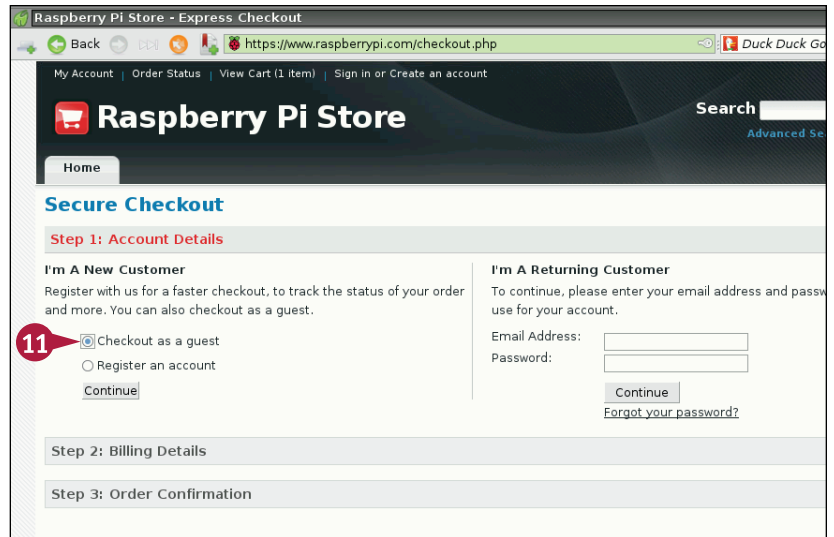 Raspberry Pi Store - Express Checkout
Back
https://www.raspberrypi.com/checkout.php
Duck Duck Go
My Account | Order Status | View Cart (1 item) | Sign in or Create an account
Raspberry Pi Store
Search
Advanced Se
Home
Secure Checkout
Step 1: Account Details
I'm A New Customer
Register with us for a faster checkout, to track the status of your order
and more. You can also checkout as a guest.
11
Checkout as a guest
Register an account
Continue
I'm A Returning Customer
To continue, please enter your email address and passw
use for your account.
Email Address:
Password:
Continue
Forgot your password?
Step 2: Billing Details
Step 3: Order Confirmation